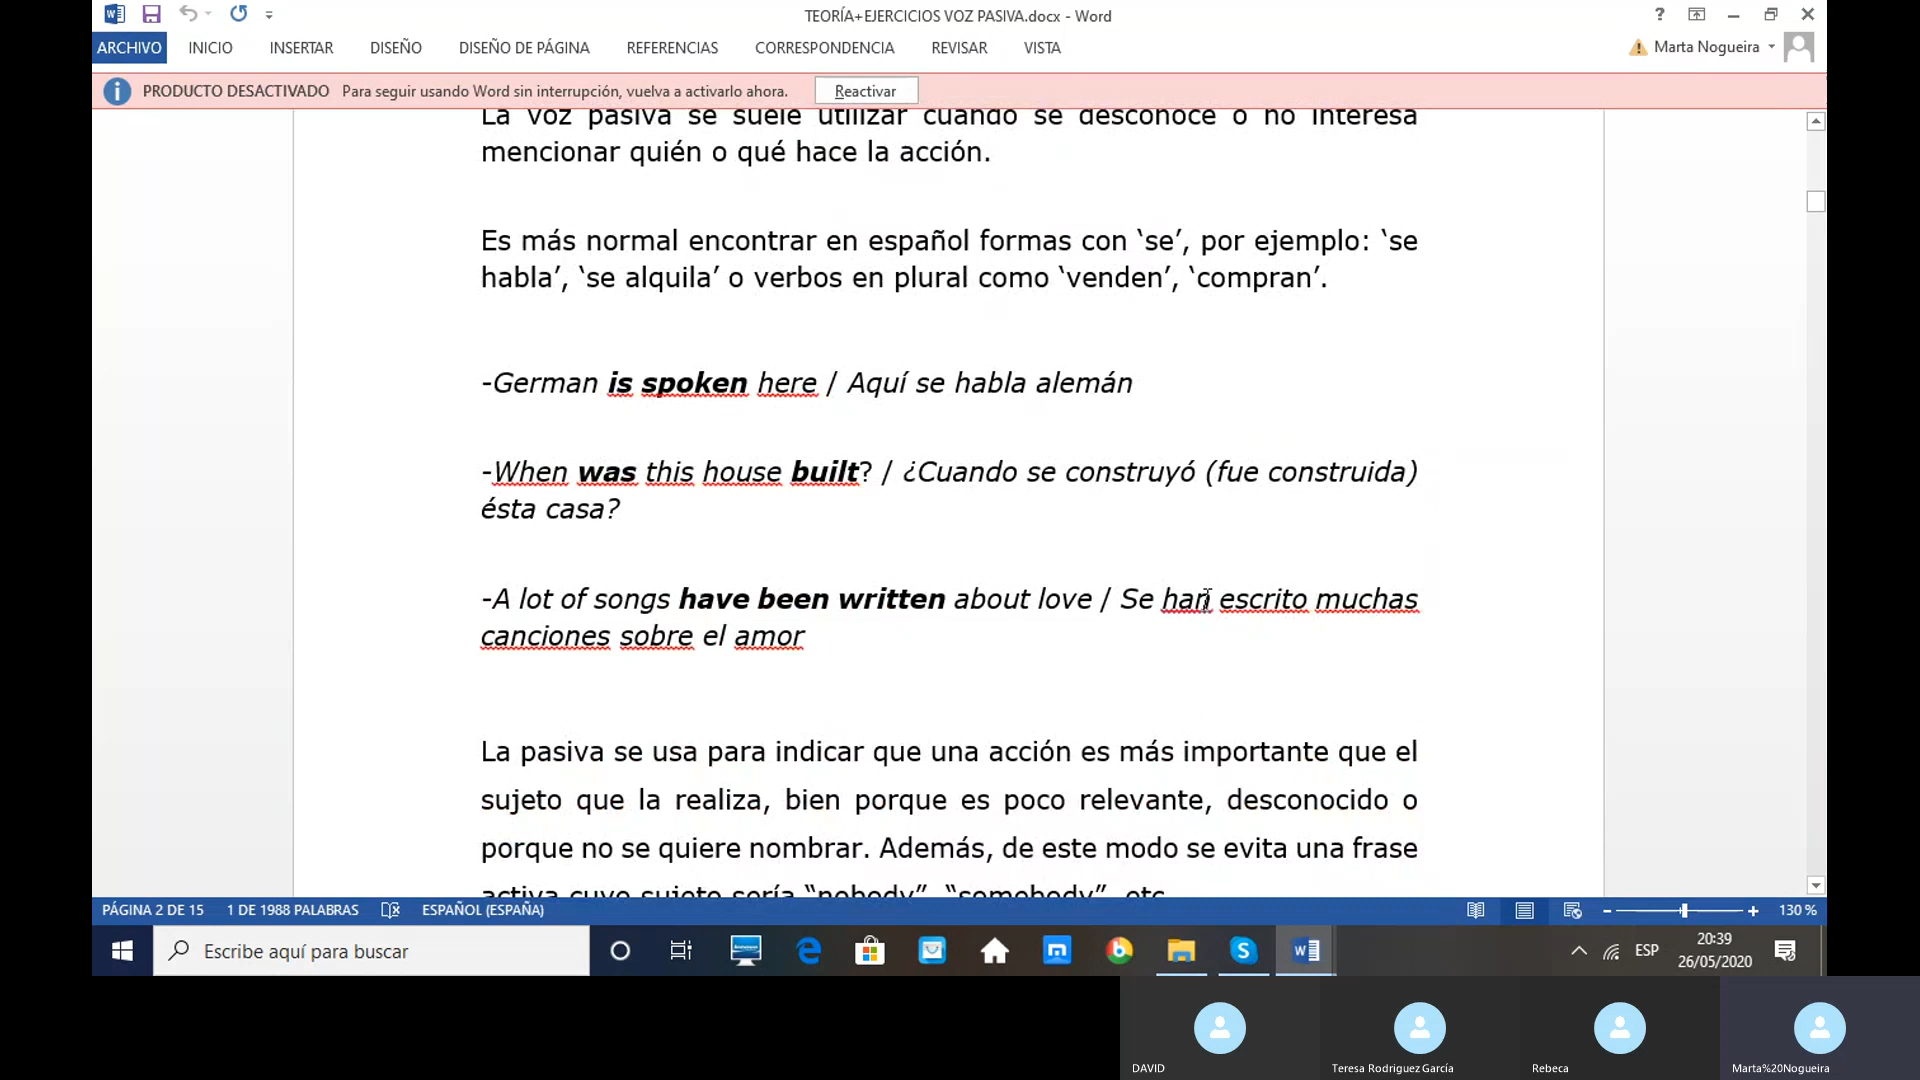 TEORÍA+EJERCICIOS VOZ PASIVA.docx - Word
?
ARCHIVO INICIO INSERTAR DISEÑO DISEÑO DE PÁGINA REFERENCIAS CORRESPONDENCIA REVISAR VISTA Marta Nogueira
PRODUCTO DESACTIVADO Para seguir usando Word sin interrupción, vuelva a activarlo ahora. Reactivar
La voz pasiva se suele utilizar cuando se desconoce o no interesa
mencionar quién o qué hace la acción.
Es más normal encontrar en español formas con ‘se’, por ejemplo: ‘se
habla’, ‘se alquila’ o verbos en plural como ‘venden’, ‘compran’.
-German is spoken here / Aquí se habla alemán
-When was this house built? / ¿Cuando se construyó (fue construida)
ésta casa?
-A lot of songs have been written about love / Se han escrito muchas
canciones sobre el amor
La pasiva se usa para indicar que una acción es más importante que el
sujeto que la realiza, bien porque es poco relevante, desconocido o
porque no se quiere nombrar. Además, de este modo se evita una frase
activa cuyo sujeto sería “nobody”, “somebody”, etc
PÁGINA 2 DE 15 1 DE 1988 PALABRAS ESPAÑOL (ESPAÑA) 130 %
Escribe aquí para buscar
ESP
20:39
26/05/2020
DAVID Teresa Rodriguez García Rebeca Marta%20Nogueira